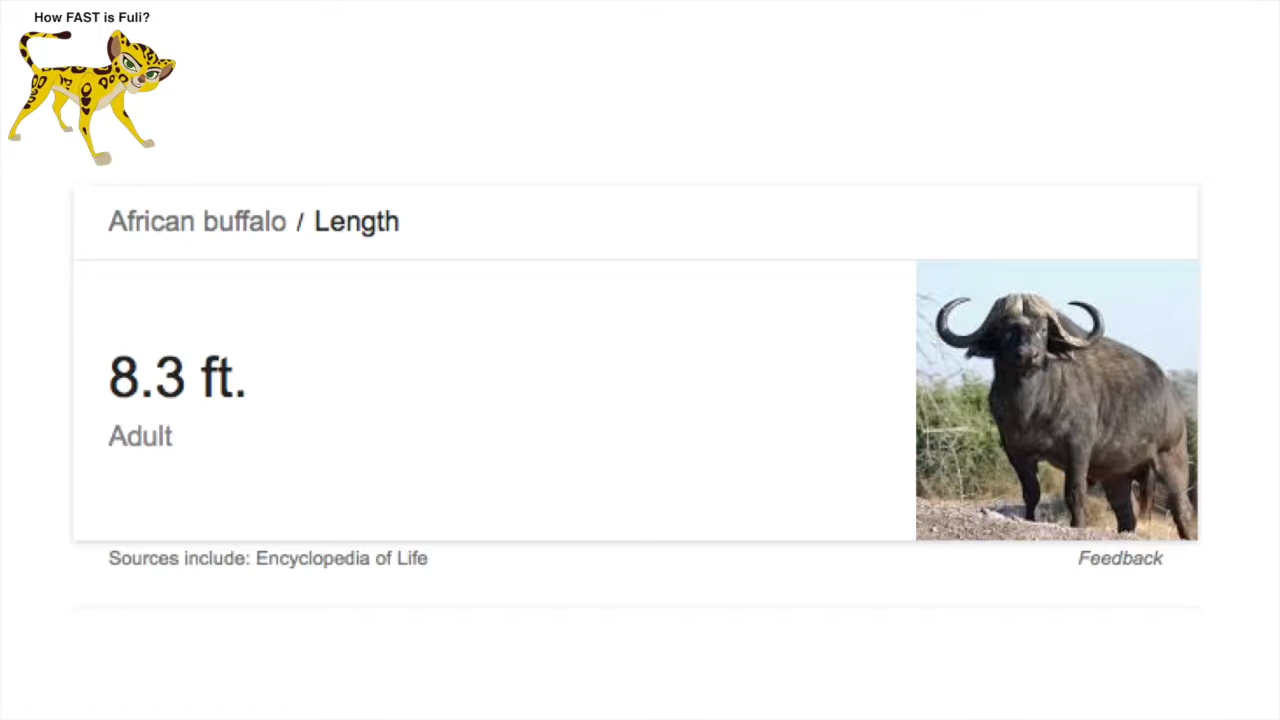 How FAST is Fuli?
African buffalo / Length
8.3 ft.
Adult
Sources include: Encyclopedia of Life
Feedback